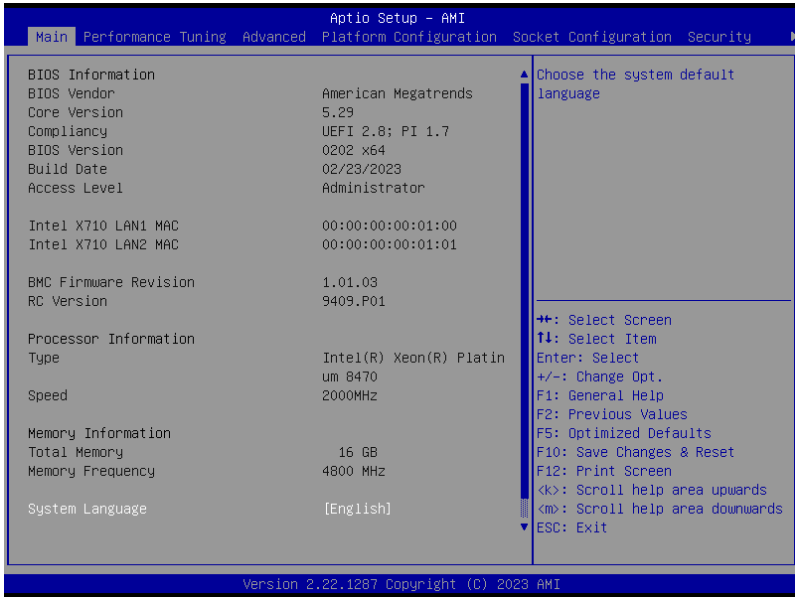 Aptio Setup - AMI
Main Performance Tuning Advanced Platform Configuration Socket Configuration Security
BIOS Information
BIOS Vendor American Megatrends
Core Version 5.29
Compliancy UEFI 2.8; PI 1.7
BIOS Version 0202 x64
Build Date 02/23/2023
Access Level Administrator
Intel X710 LAN1 MAC 00:00:00:00:01:00
Intel X710 LAN2 MAC 00:00:00:00:01:01
BMC Firmware Revision 1.01.03
RC Version 9409.P01
Processor Information
Type Intel(R) Xeon(R) Platin
um 8470
Speed 2000MHz
Memory Information
Total Memory 16 GB
Memory Frequency 4800 MHz
System Language [English]
Choose the system default
language
→←: Select Screen
↑↓: Select Item
Enter: Select
+/-: Change Opt.
F1: General Help
F2: Previous Values
F5: Optimized Defaults
F10: Save Changes & Reset
F12: Print Screen
<k>: Scroll help area upwards
<m>: Scroll help area downwards
ESC: Exit
Version 2.22.1287 Copyright (C) 2023 AMI